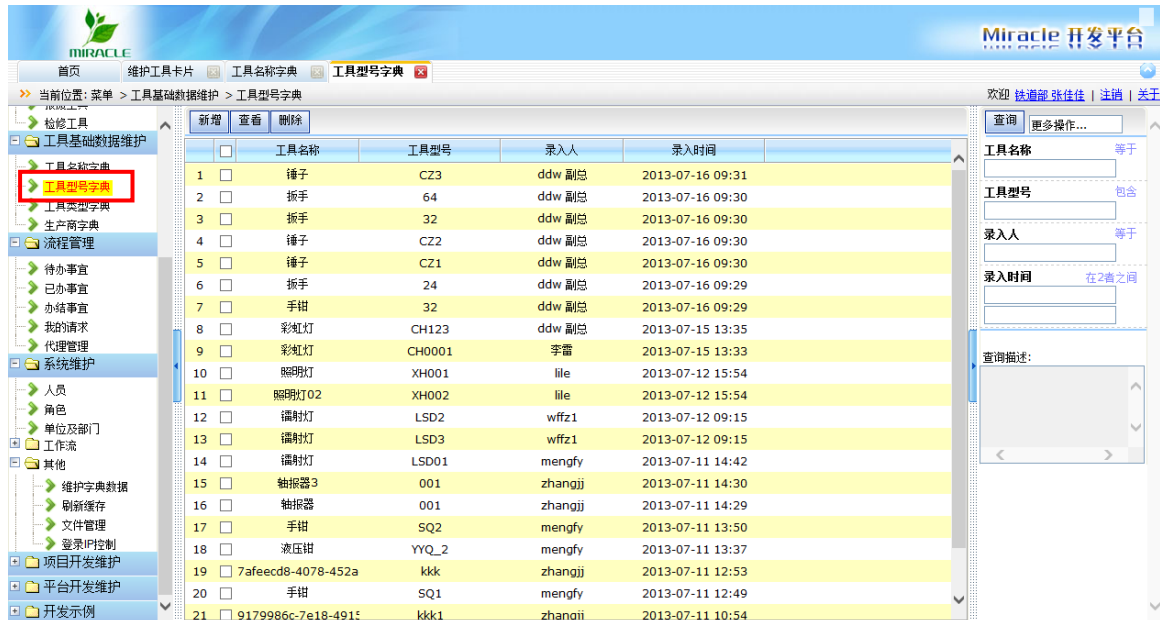 MIRACLE
Miracle 开发平台
首页 维护工具卡片 工具名称字典 工具型号字典
当前位置: 菜单 > 工具基础数据维护 > 工具型号字典
欢迎 铁道部 张佳佳 | 注销 | 关于
检修工具
工具基础数据维护
工具名称字典
工具型号字典
工具类型字典
生产商字典
流程管理
待办事宜
已办事宜
办结事宜
我的请求
代理管理
系统维护
人员
角色
单位及部门
工作流
其他
维护字典数据
刷新缓存
文件管理
登录IP控制
项目开发维护
平台开发维护
开发示例
新增 查看 删除
工具名称 工具型号 录入人 录入时间
1 锤子 CZ3 ddw 副总 2013-07-16 09:31
2 扳手 64 ddw 副总 2013-07-16 09:30
3 扳手 32 ddw 副总 2013-07-16 09:30
4 锤子 CZ2 ddw 副总 2013-07-16 09:30
5 锤子 CZ1 ddw 副总 2013-07-16 09:30
6 扳手 24 ddw 副总 2013-07-16 09:29
7 手钳 32 ddw 副总 2013-07-16 09:29
8 彩虹灯 CH123 ddw 副总 2013-07-15 13:35
9 彩虹灯 CH0001 李雷 2013-07-15 13:33
10 照明灯 XH001 lile 2013-07-12 15:54
11 照明灯02 XH002 lile 2013-07-12 15:54
12 镭射灯 LSD2 wffz1 2013-07-12 09:15
13 镭射灯 LSD3 wffz1 2013-07-12 09:15
14 镭射灯 LSD01 mengfy 2013-07-11 14:42
15 轴报器3 001 zhangjj 2013-07-11 14:30
16 轴报器 001 zhangjj 2013-07-11 14:29
17 手钳 SQ2 mengfy 2013-07-11 13:50
18 液压钳 YYQ_2 mengfy 2013-07-11 13:37
19 7afeecd8-4078-452a kkk zhangjj 2013-07-11 12:53
20 手钳 SQ1 mengfy 2013-07-11 12:49
21 9179986c-7e18-4915 kkk1 zhangjj 2013-07-11 10:54
查询 更多操作...
工具名称 等于
工具型号 包含
录入人 等于
录入时间 在2者之间
查询描述: